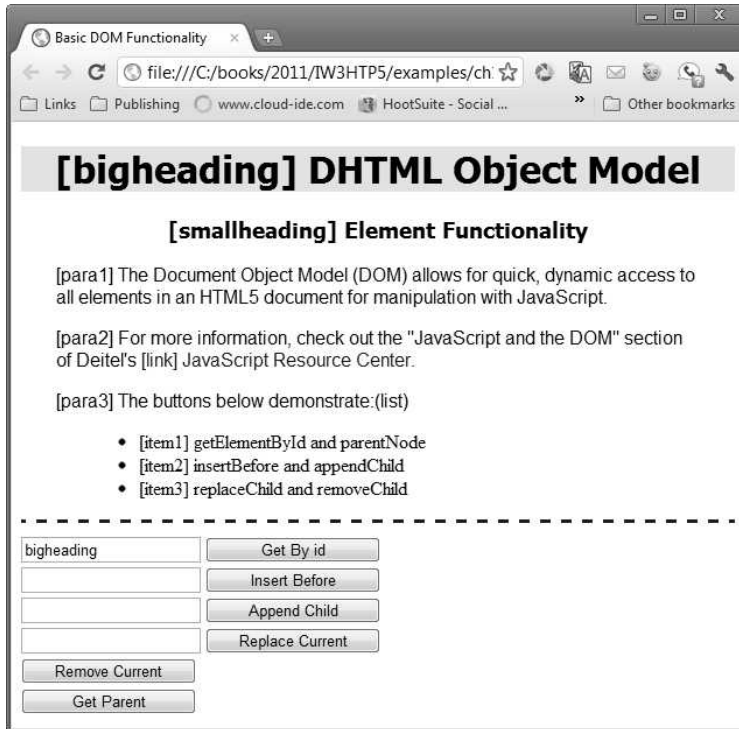 Basic DOM Functionality
file:///C:/books/2011/IW3HTP5/examples/ch
Links Publishing www.cloud-ide.com HootSuite - Social ... » Other bookmarks
[bigheading] DHTML Object Model
[smallheading] Element Functionality
[para1] The Document Object Model (DOM) allows for quick, dynamic access to
all elements in an HTML5 document for manipulation with JavaScript.
[para2] For more information, check out the "JavaScript and the DOM" section
of Deitel's [link] JavaScript Resource Center.
[para3] The buttons below demonstrate:(list)
• [item1] getElementById and parentNode
• [item2] insertBefore and appendChild
• [item3] replaceChild and removeChild
bigheading Get By id
Insert Before
Append Child
Replace Current
Remove Current
Get Parent